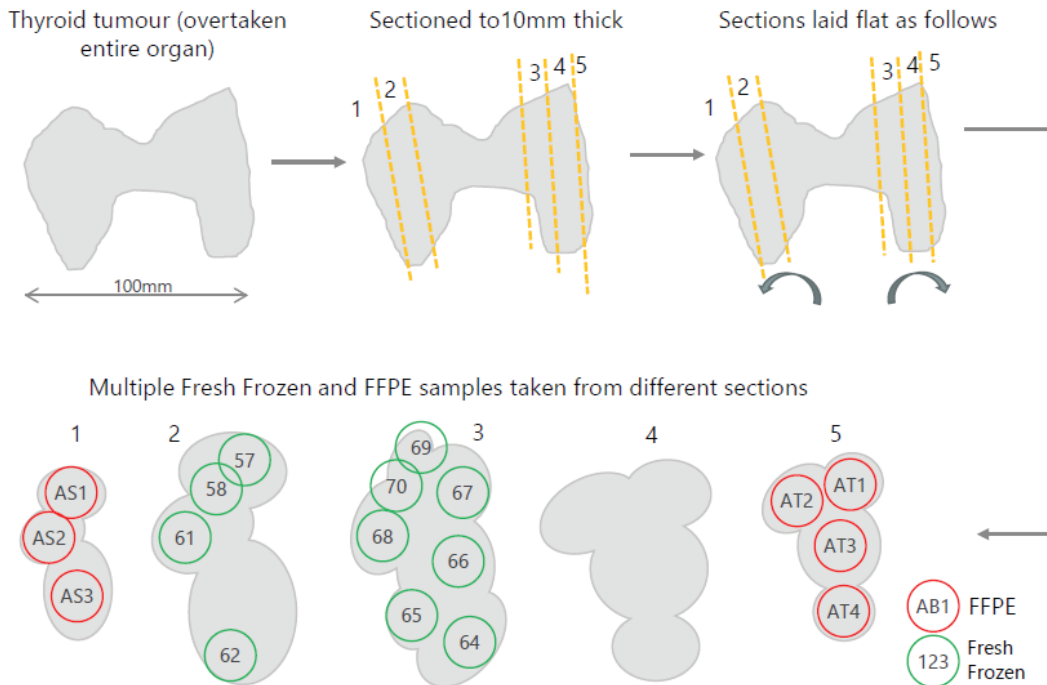 Thyroid tumour (overtaken
entire organ)
Sectioned to10mm thick
Sections laid flat as follows
1
2
3
4
5
1
2
3
4
5
100mm
Multiple Fresh Frozen and FFPE samples taken from different sections
1
2
3
4
5
57
58
61
62
69
70
67
68
66
65
64
AS1
AS2
AS3
AT1
AT2
AT3
AT4
AB1 FFPE
123 Fresh
Frozen